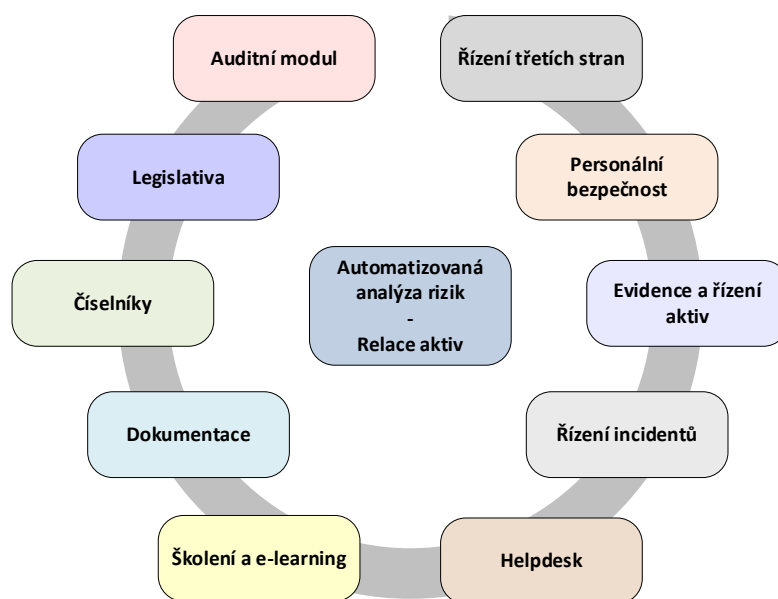 Auditní modul
Řízení třetích stran
Legislativa
Personální
bezpečnost
Automatizovaná
analýza rizik
-
Relace aktiv
Číselníky
Evidence a řízení
aktiv
Dokumentace
Řízení incidentů
Školení a e-learning
Helpdesk